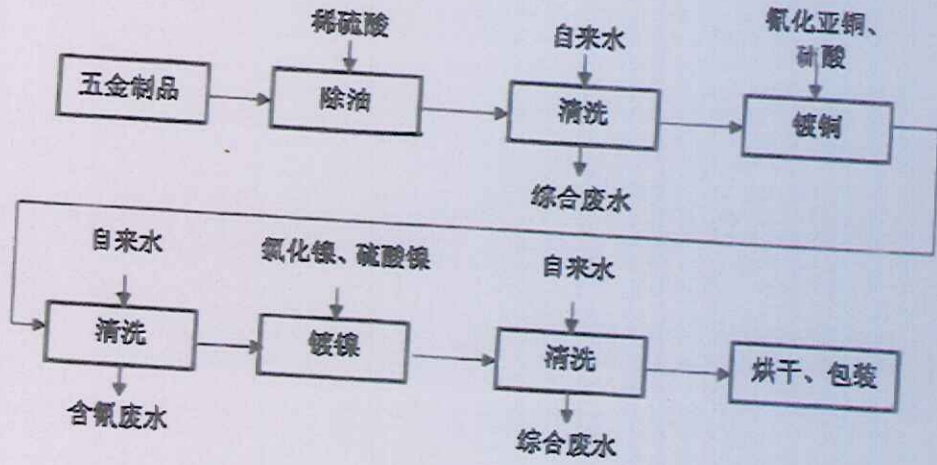 稀硫酸
自来水
氰化亚铜、
硫酸
五金制品
除油
清洗
镀铜
综合废水
自来水
氯化镍、硫酸镍
自来水
清洗
镀镍
清洗
烘干、包装
含氰废水
综合废水